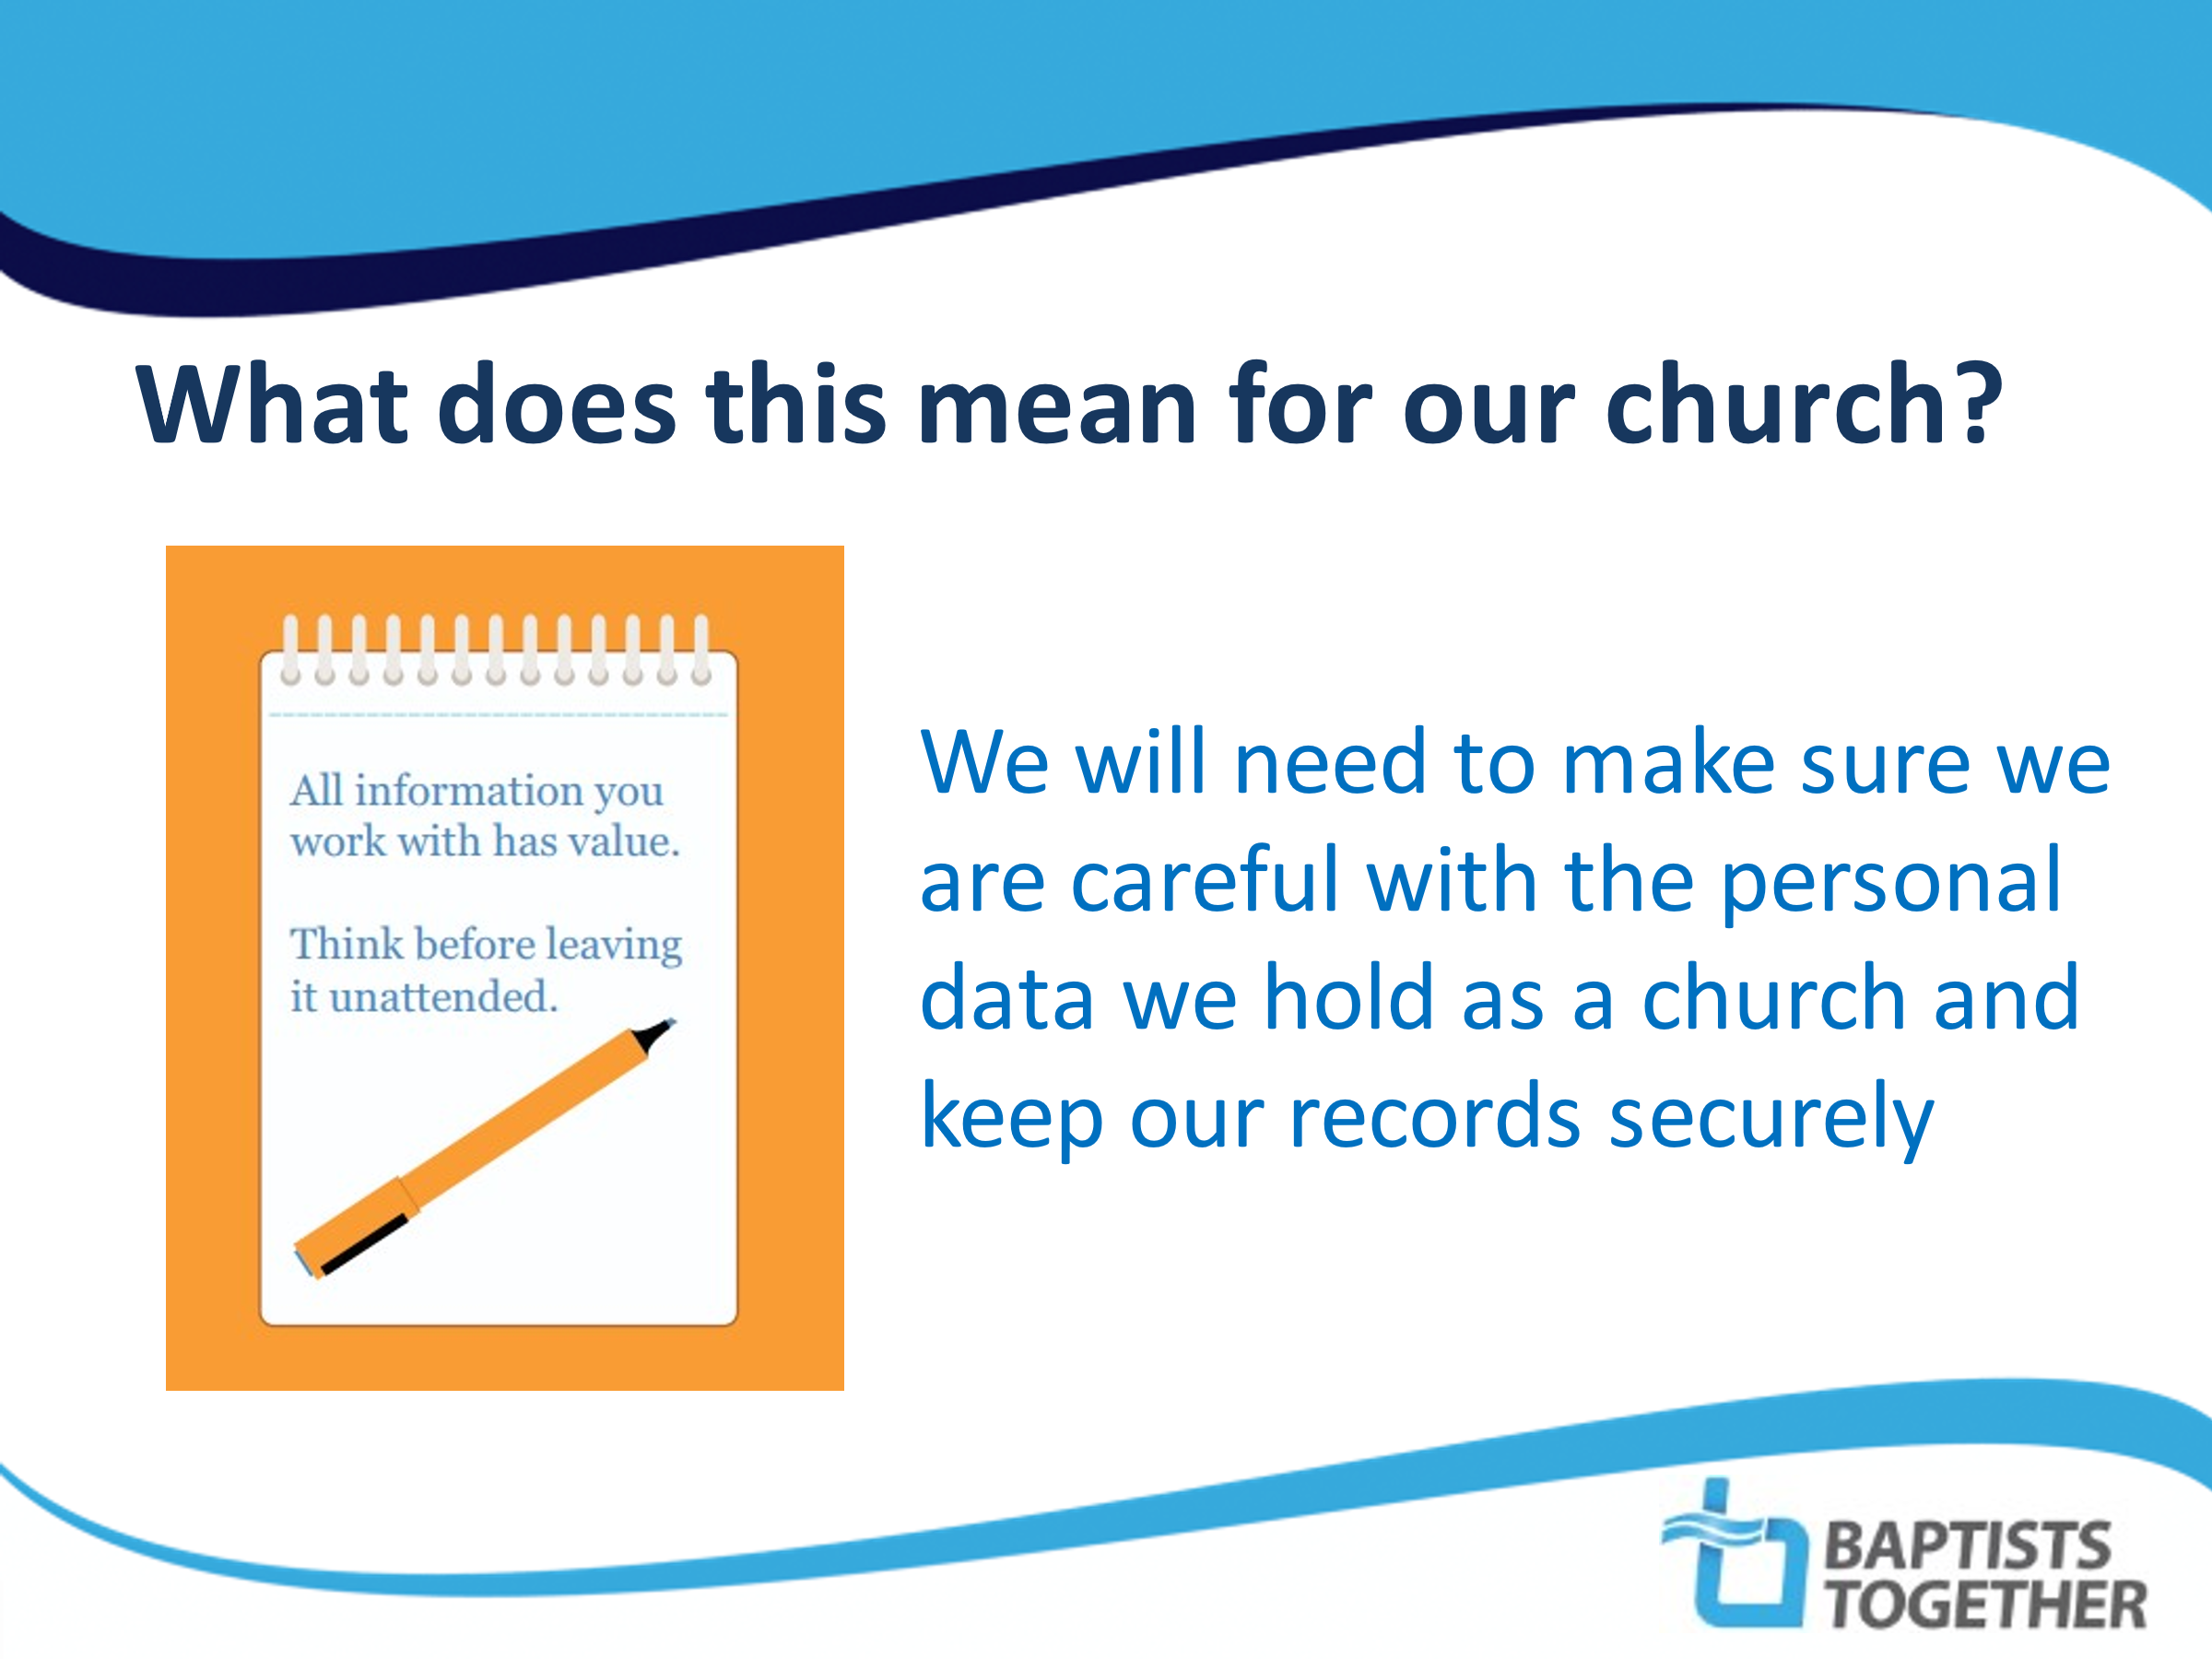 What does this mean for our church?
All information you
work with has value.
Think before leaving
it unattended.
We will need to make sure we
are careful with the personal
data we hold as a church and
keep our records securely
BAPTISTS
TOGETHER